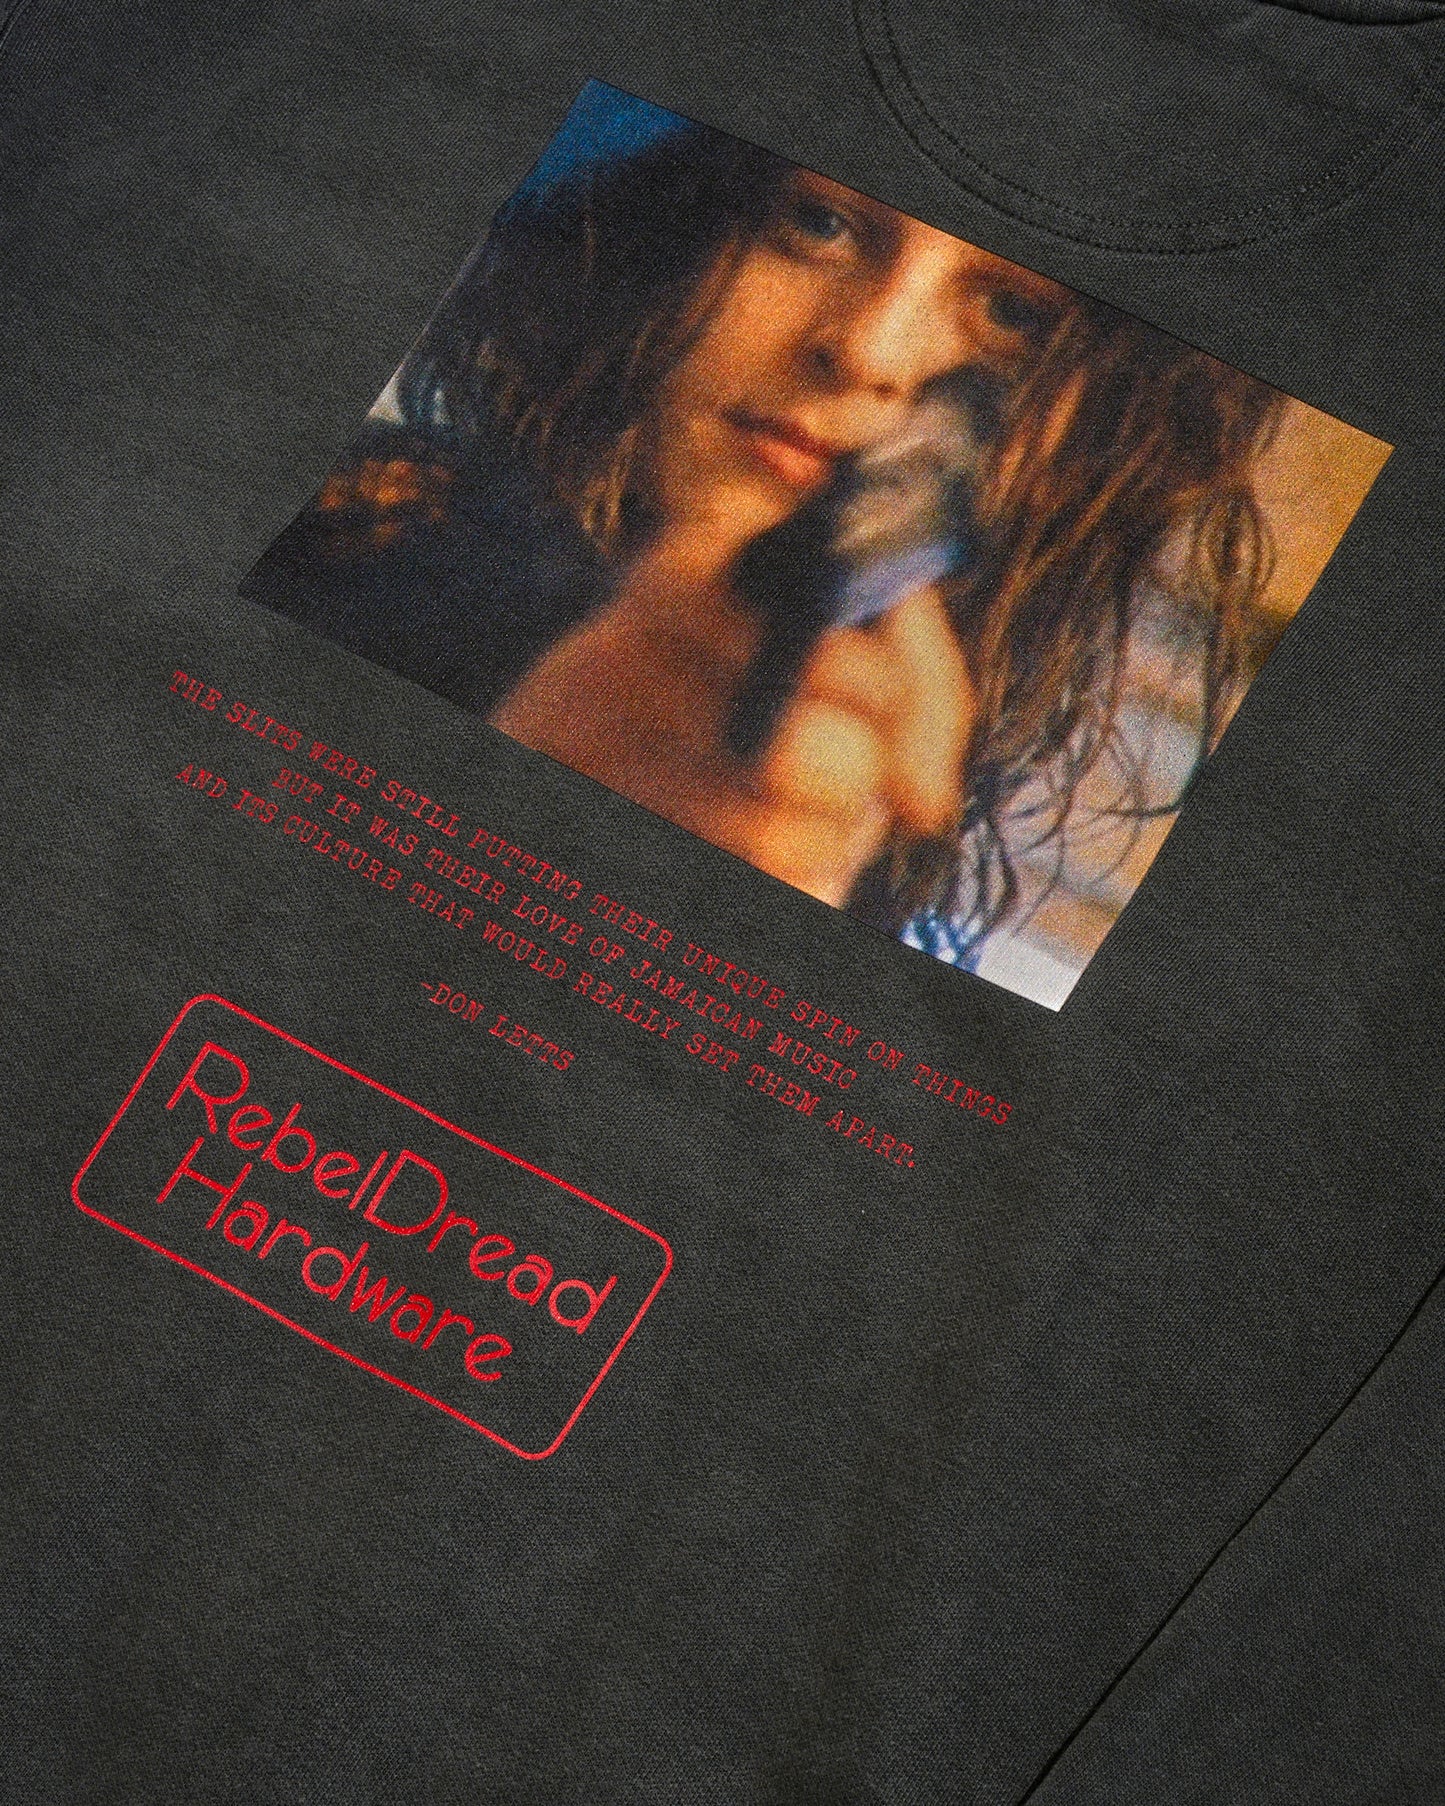 THE SLITS WERE STILL PUTTING THEIR UNIQUE SPIN ON THINGS
BUT IT WAS THEIR LOVE OF JAMAICAN MUSIC
AND ITS CULTURE THAT WOULD REALLY SET THEM APART.
-DON LETTS
RebelDread
Hardware